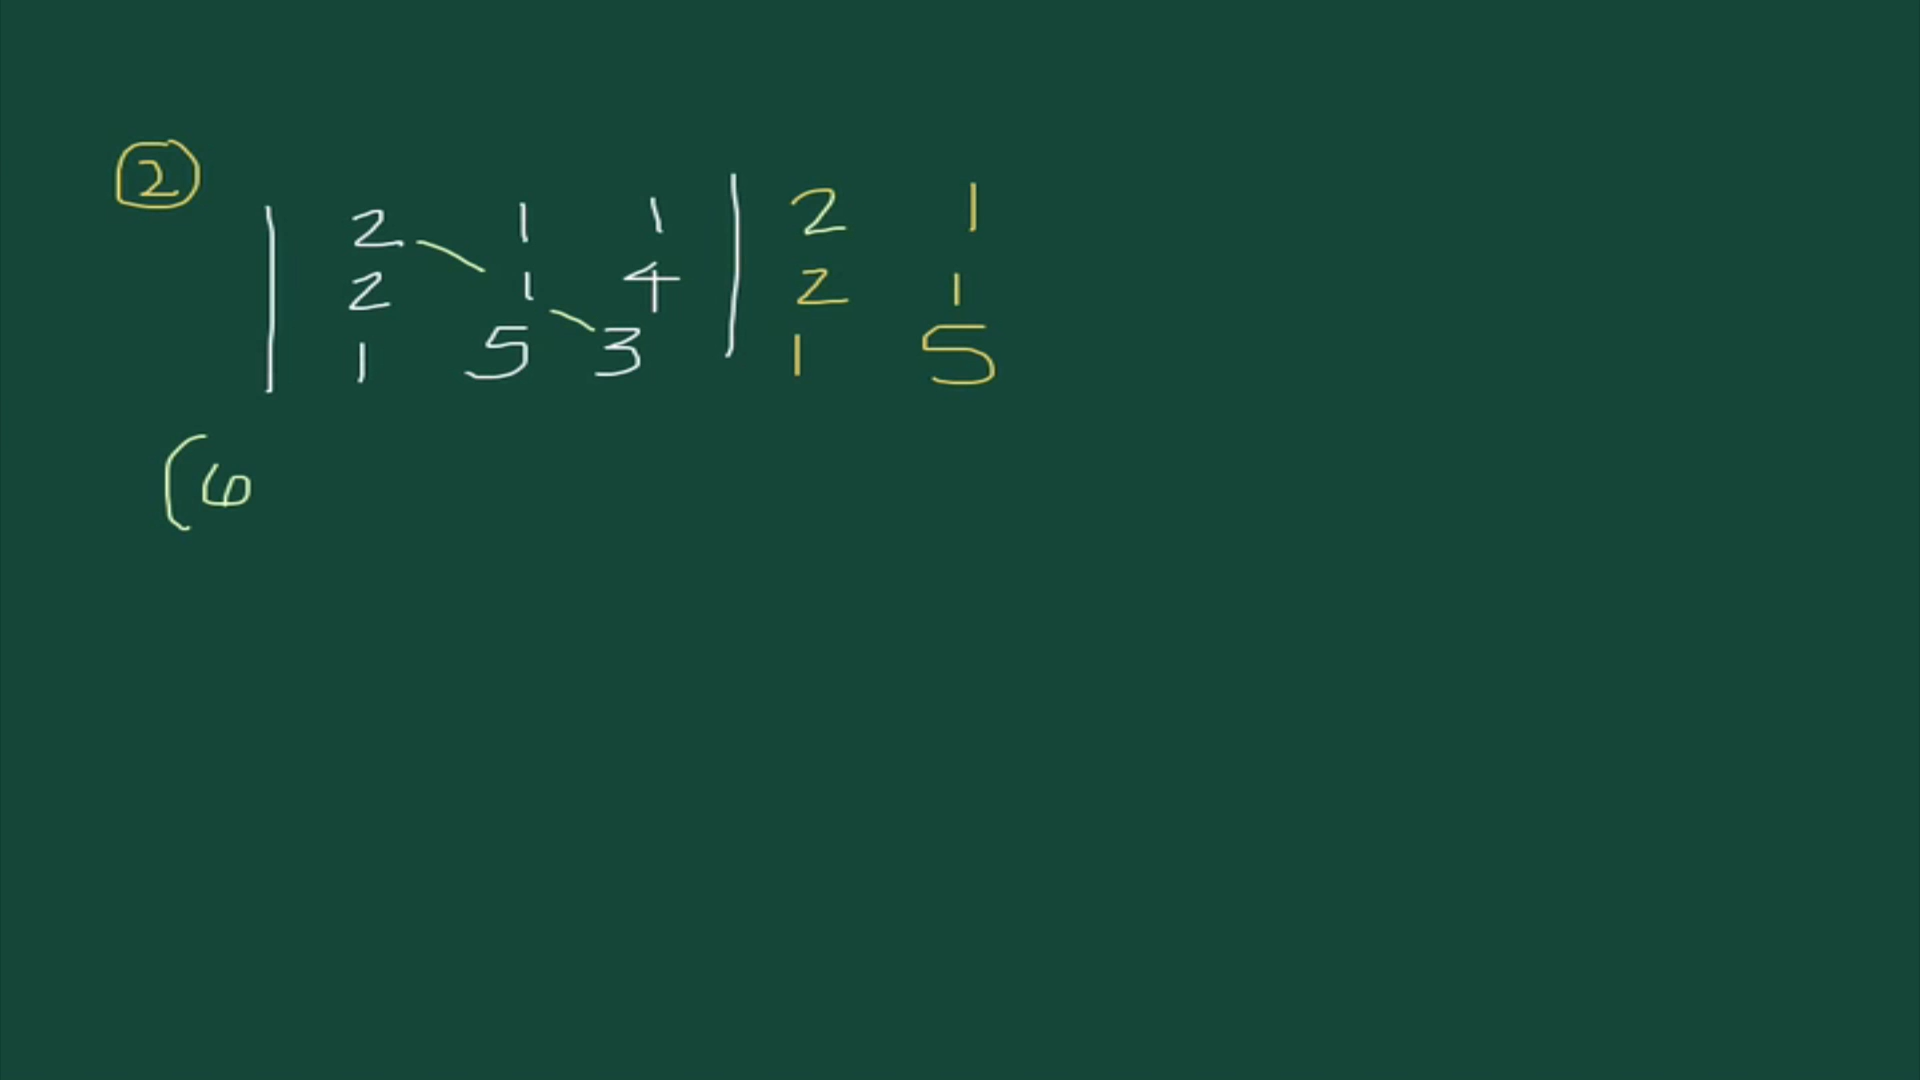 ②
| 2 1 1 | 2 1
2 1 4 2 1
1 5 3 1 5
(6